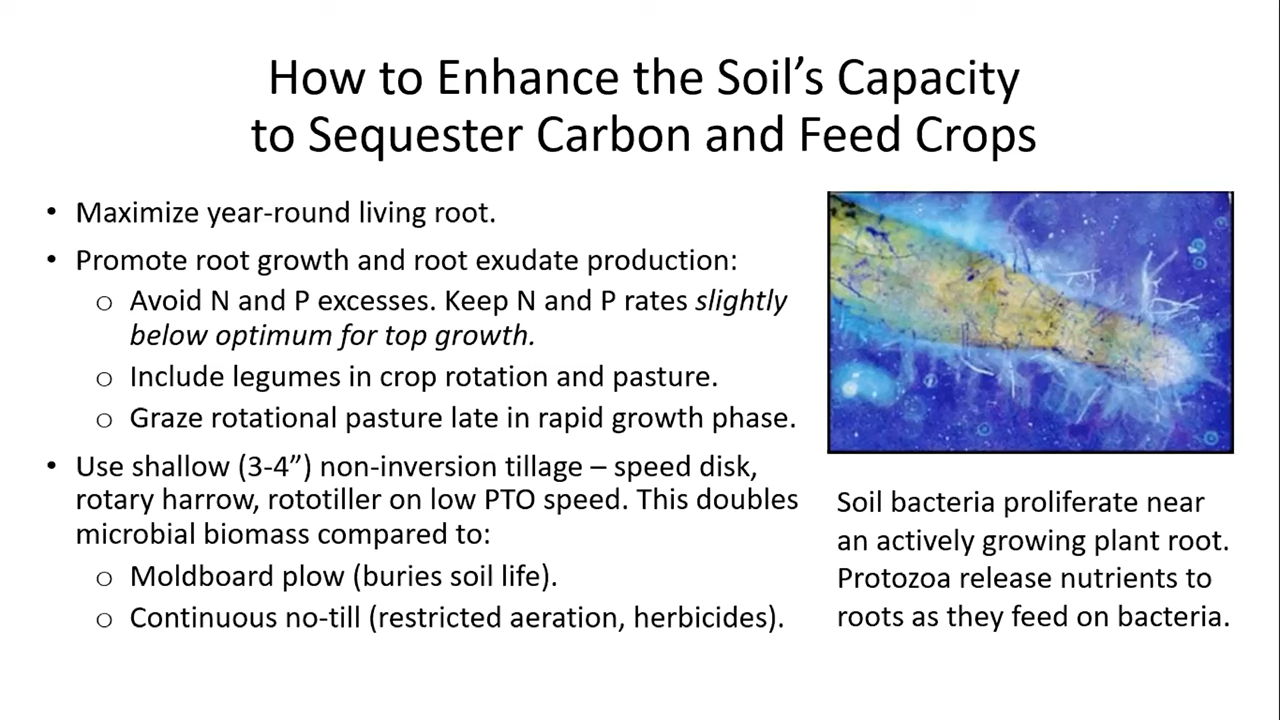 How to Enhance the Soil’s Capacity
to Sequester Carbon and Feed Crops
• Maximize year-round living root.
• Promote root growth and root exudate production:
o Avoid N and P excesses. Keep N and P rates slightly
below optimum for top growth.
o Include legumes in crop rotation and pasture.
o Graze rotational pasture late in rapid growth phase.
• Use shallow (3-4”) non-inversion tillage – speed disk,
rotary harrow, rototiller on low PTO speed. This doubles
microbial biomass compared to:
o Moldboard plow (buries soil life).
o Continuous no-till (restricted aeration, herbicides).
Soil bacteria proliferate near
an actively growing plant root.
Protozoa release nutrients to
roots as they feed on bacteria.